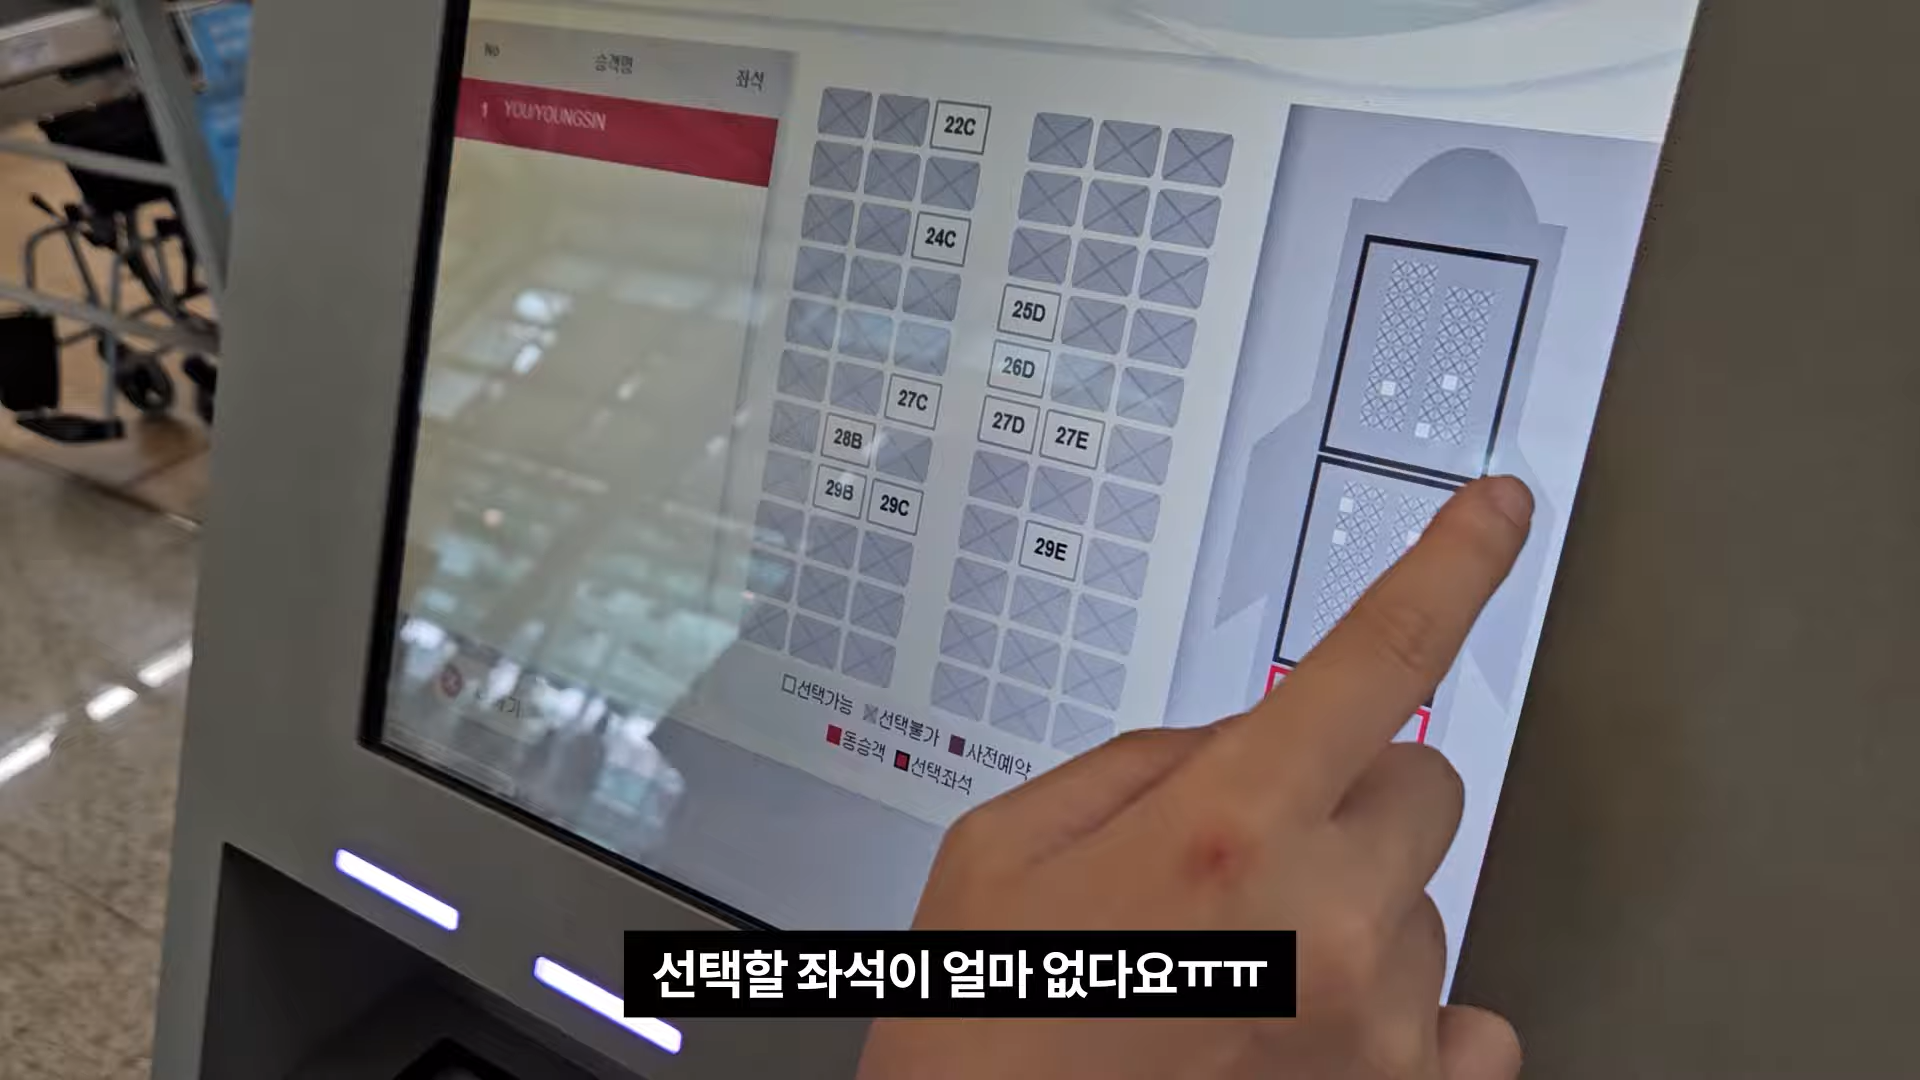 No 승객명 좌석
1 YOU/YOUNGSIN
22C
24C
25D
26D
27C 27D 27E
28B
29B 29C 29E
선택가능 선택불가 사전예약
동승객 선택좌석
선택할 좌석이 얼마 없다요ㅠㅠ